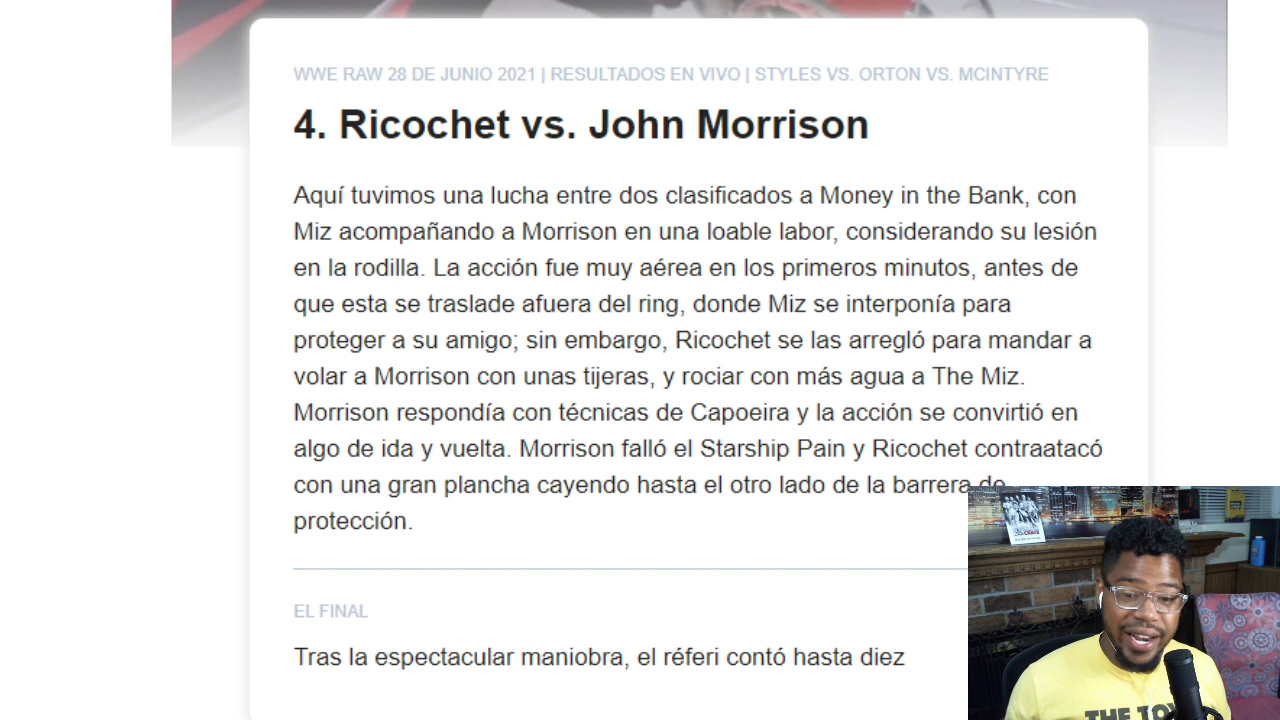 WWE RAW 28 DE JUNIO 2021 | RESULTADOS EN VIVO | STYLES VS. ORTON VS. MCINTYRE
4. Ricochet vs. John Morrison
Aquí tuvimos una lucha entre dos clasificados a Money in the Bank, con
Miz acompañando a Morrison en una loable labor, considerando su lesión
en la rodilla. La acción fue muy aérea en los primeros minutos, antes de
que esta se traslade afuera del ring, donde Miz se interponía para
proteger a su amigo; sin embargo, Ricochet se las arregló para mandar a
volar a Morrison con unas tijeras, y rociar con más agua a The Miz.
Morrison respondía con técnicas de Capoeira y la acción se convirtió en
algo de ida y vuelta. Morrison falló el Starship Pain y Ricochet contraatacó
con una gran plancha cayendo hasta el otro lado de la barrera de
protección.
EL FINAL
Tras la espectacular maniobra, el réferi contó hasta diez
THE